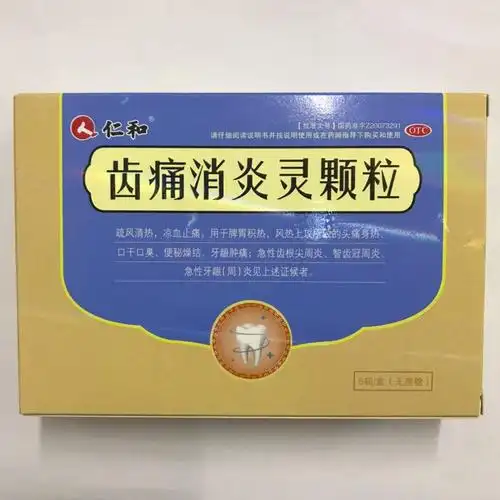 仁和
【批准文号】国药准字Z20073291
请仔细阅读说明书并按说明使用或在药师指导下购买和使用
OTC
齿痛消炎灵颗粒
疏风清热，凉血止痛。用于脾胃积热，风热上攻所致的头痛身热、
口干口臭、便秘燥结、牙龈肿痛；急性齿根尖周炎、智齿冠周炎、
急性牙龈(周)炎见上述证候者。
袋/盒（无蔗糖）